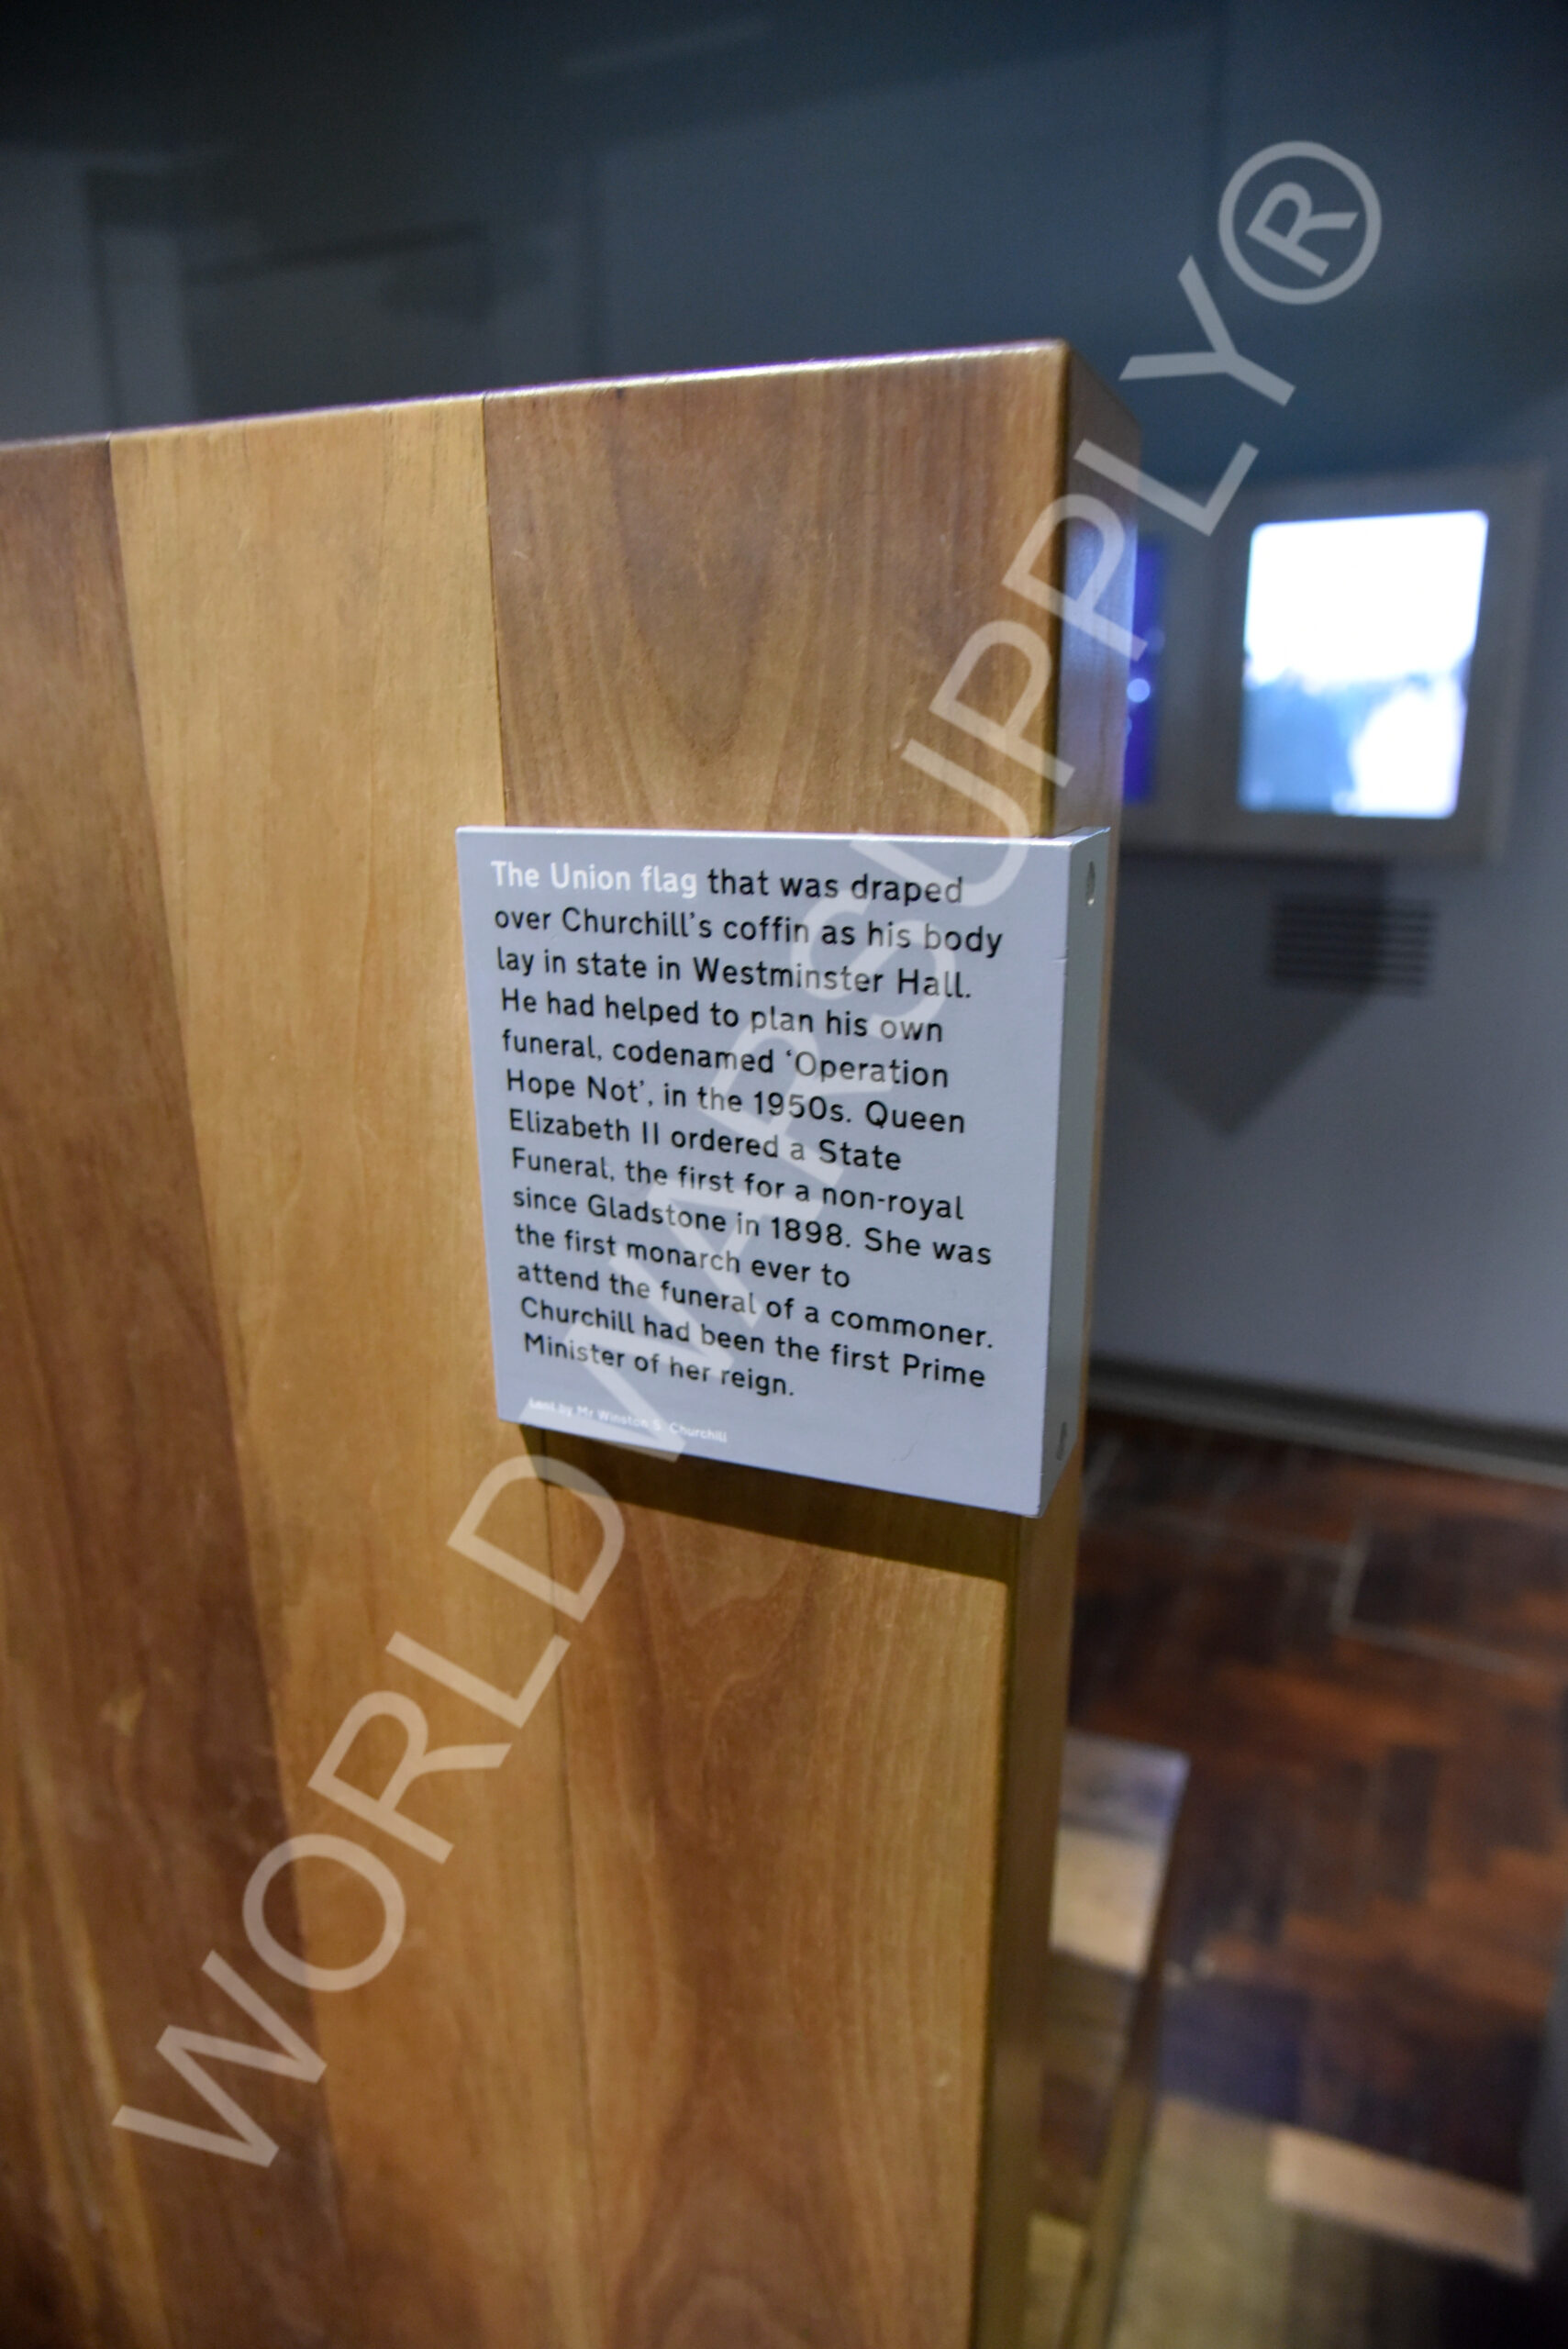 The Union flag that was draped
over Churchill's coffin as his body
lay in state in Westminster Hall.
He had helped to plan his own
funeral, codenamed ‘Operation
Hope Not’, in the 1950s. Queen
Elizabeth II ordered a State
Funeral, the first for a non-royal
since Gladstone in 1898. She was
the first monarch ever to
attend the funeral of a commoner.
Churchill had been the first Prime
Minister of her reign.
Lent by Mr Winston S. Churchill
WORLD WARSUPPLY®